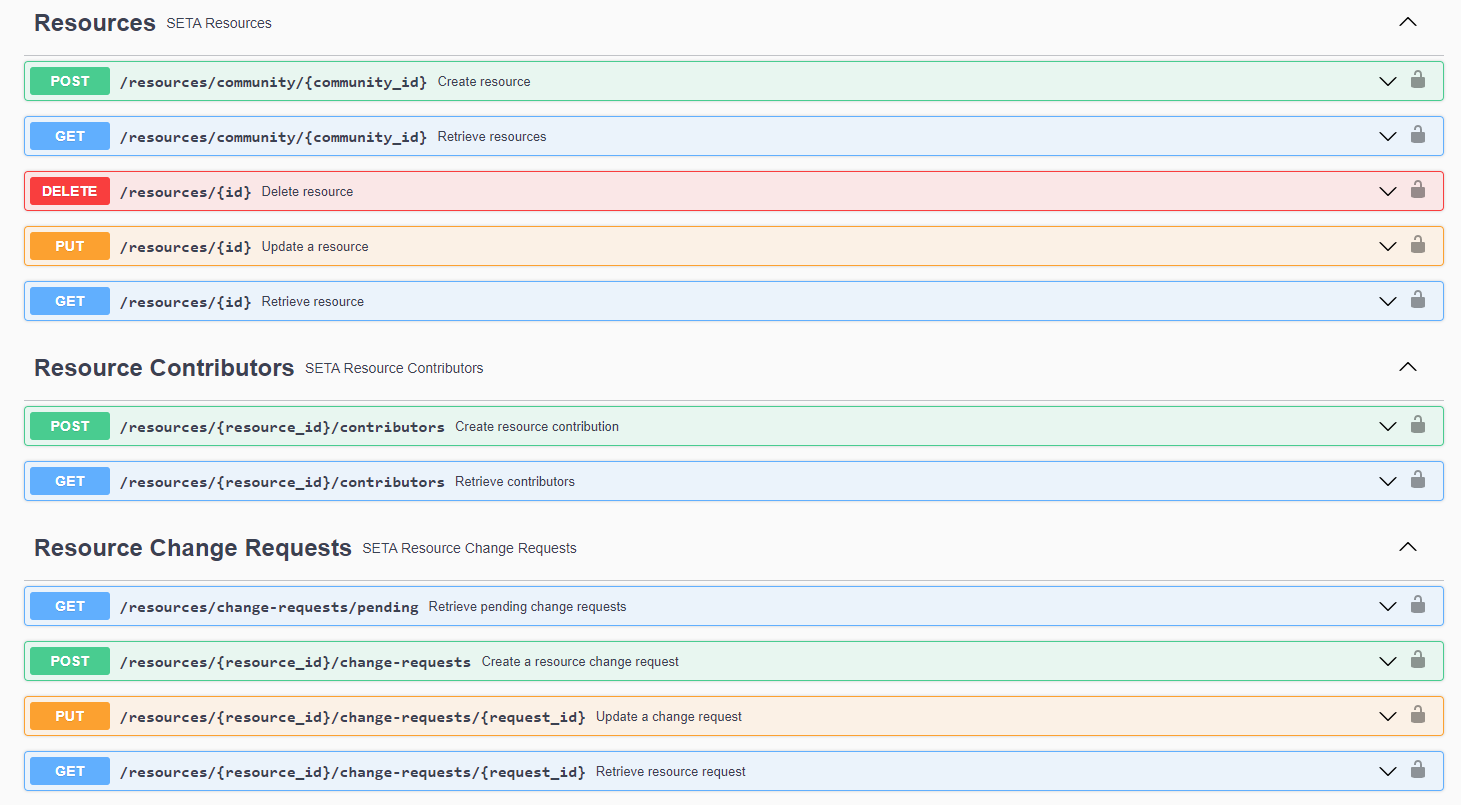 Resources SETA Resources
POST /resources/community/{community_id} Create resource
GET /resources/community/{community_id} Retrieve resources
DELETE /resources/{id} Delete resource
PUT /resources/{id} Update a resource
GET /resources/{id} Retrieve resource
Resource Contributors SETA Resource Contributors
POST /resources/{resource_id}/contributors Create resource contribution
GET /resources/{resource_id}/contributors Retrieve contributors
Resource Change Requests SETA Resource Change Requests
GET /resources/change-requests/pending Retrieve pending change requests
POST /resources/{resource_id}/change-requests Create a resource change request
PUT /resources/{resource_id}/change-requests/{request_id} Update a change request
GET /resources/{resource_id}/change-requests/{request_id} Retrieve resource request